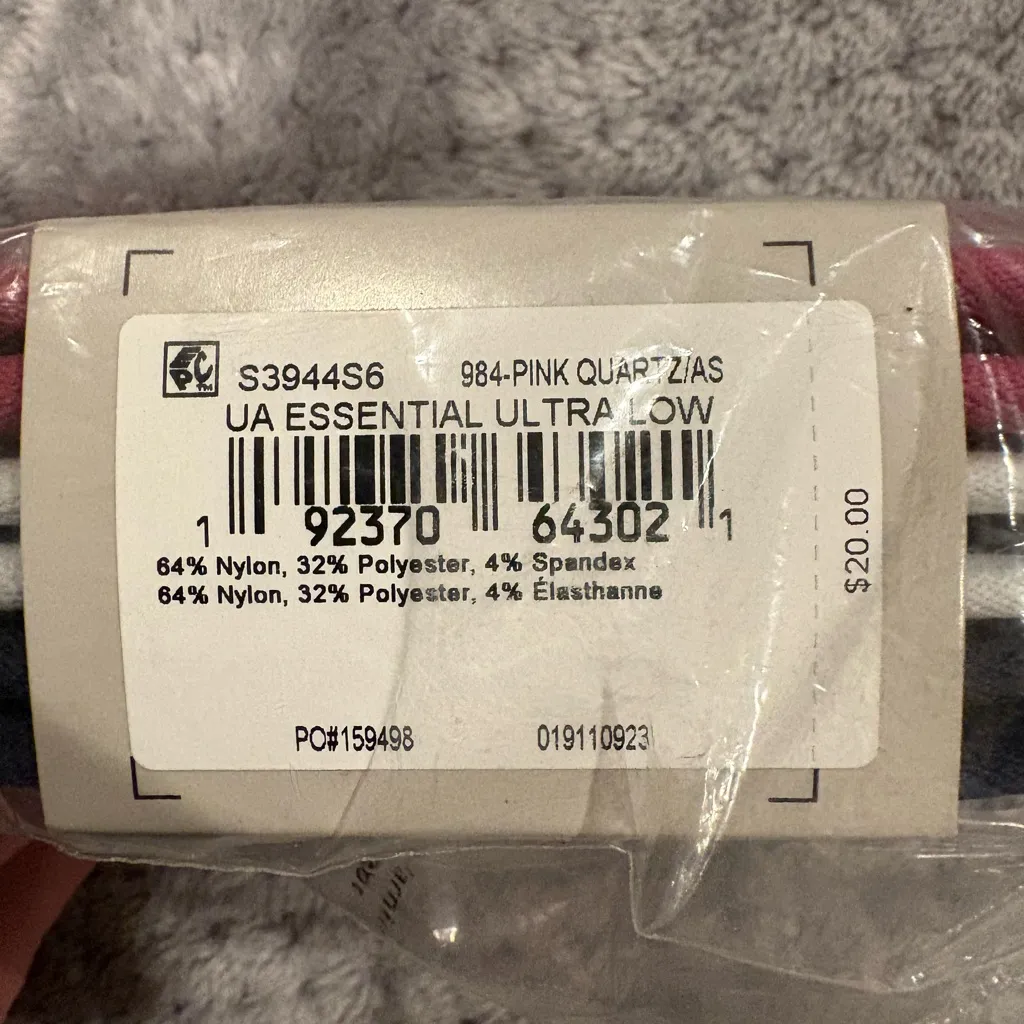 EPC™ S3944S6 984-PINK QUARTZ/AS
UA ESSENTIAL ULTRA LOW
1 92370 64302 1
64% Nylon, 32% Polyester, 4% Spandex
64% Nylon, 32% Polyester, 4% Élasthanne
PO#159498 019110923
$20.00